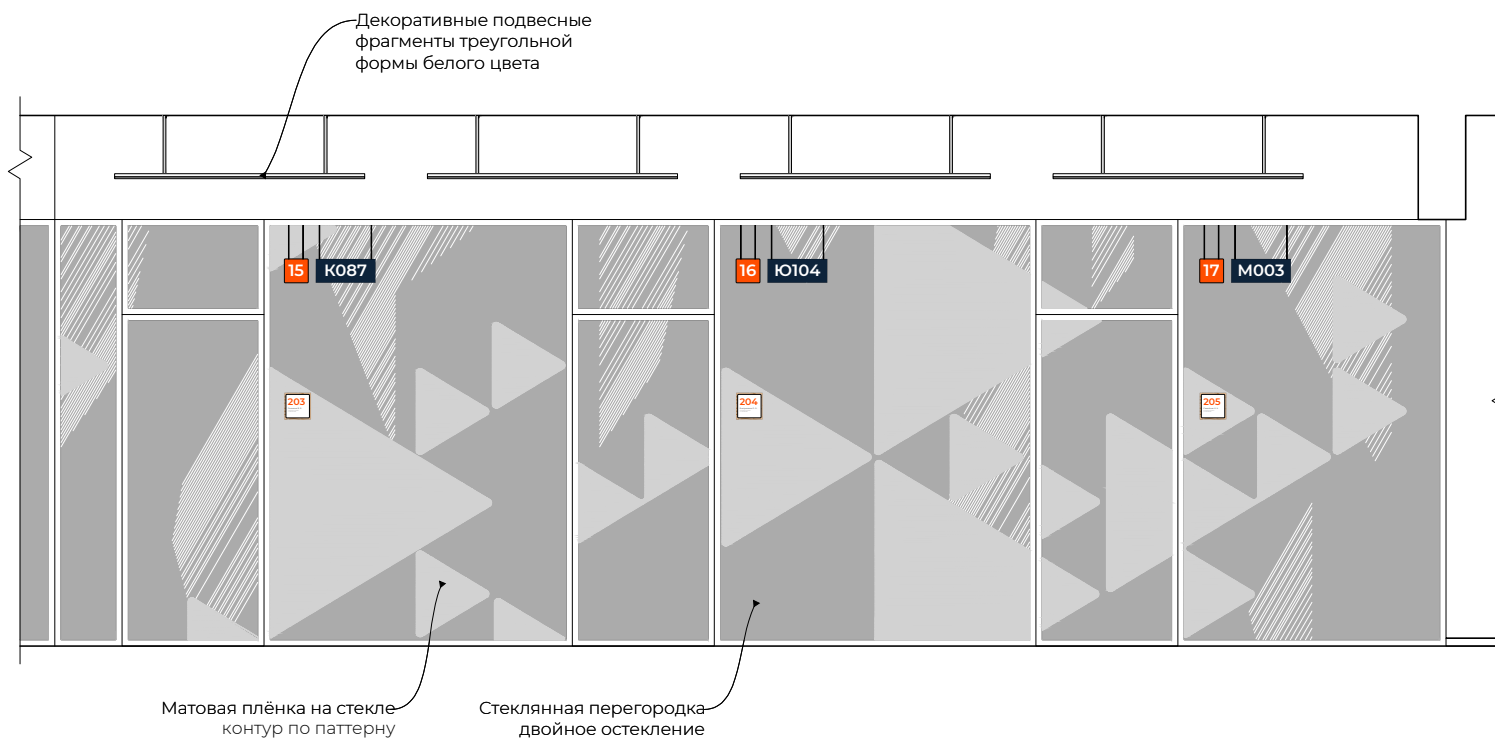 Декоративные подвесные
фрагменты треугольной
формы белого цвета
15 К087
16 Ю104
17 М003
203
204
205
Матовая плёнка на стекле
контур по паттерну
Стеклянная перегородка
двойное остекление